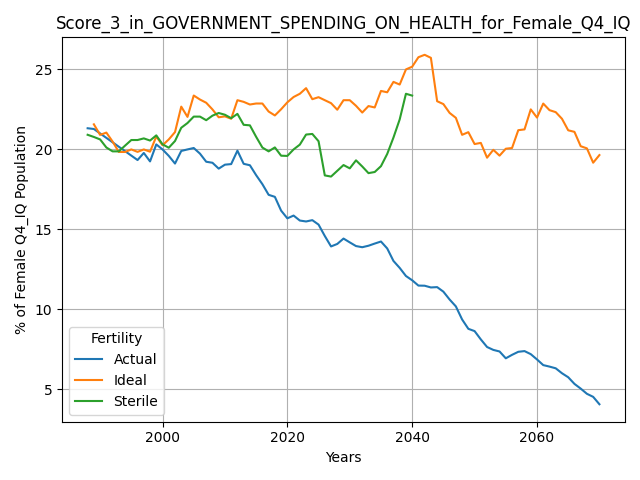 Score_3_in_GOVERNMENT_SPENDING_ON_HEALTH_for_Female_Q4_IQ
% of Female Q4_IQ Population
25
20
15
10
5
Fertility
Actual
Ideal
Sterile
2000 2020 2040 2060
Years